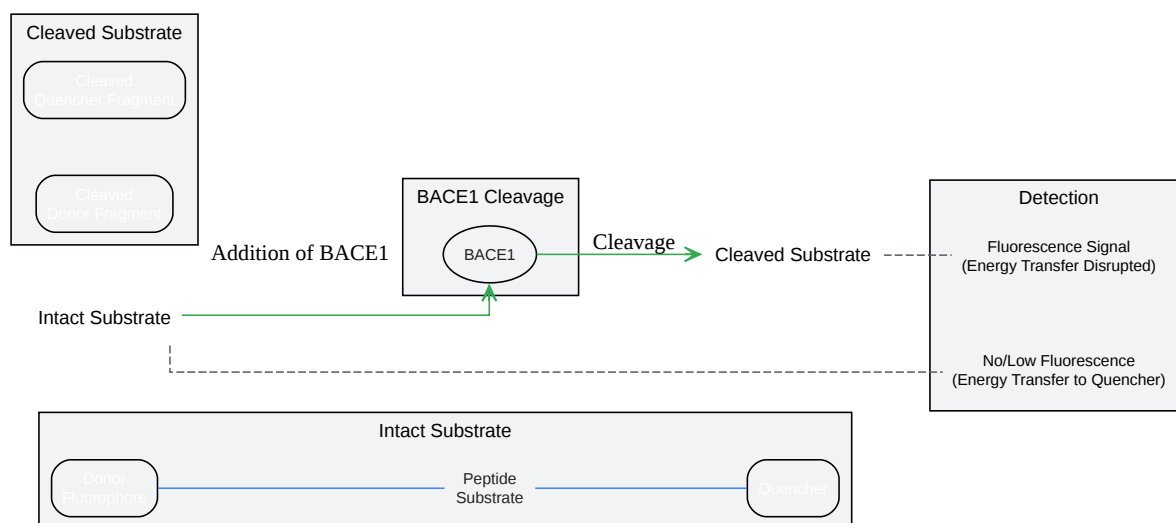 Cleaved Substrate
Cleaved
Quencher Fragment
Cleaved
Donor Fragment
BACE1 Cleavage
BACE1
Addition of BACE1
Cleavage
Cleaved Substrate
Detection
Fluorescence Signal
(Energy Transfer Disrupted)
Intact Substrate
No/Low Fluorescence
(Energy Transfer to Quencher)
Intact Substrate
Donor
Fluorophore
Peptide
Substrate
Quencher